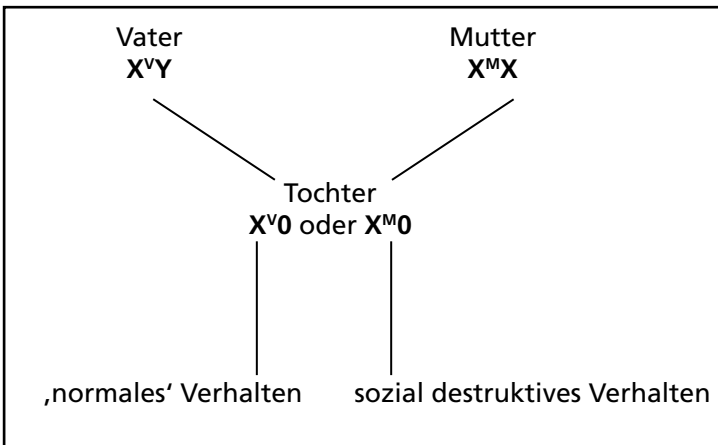 Vater Mutter
XⱽY XᴹX
Tochter
Xⱽ0 oder Xᴹ0
‚normales‘ Verhalten sozial destruktives Verhalten